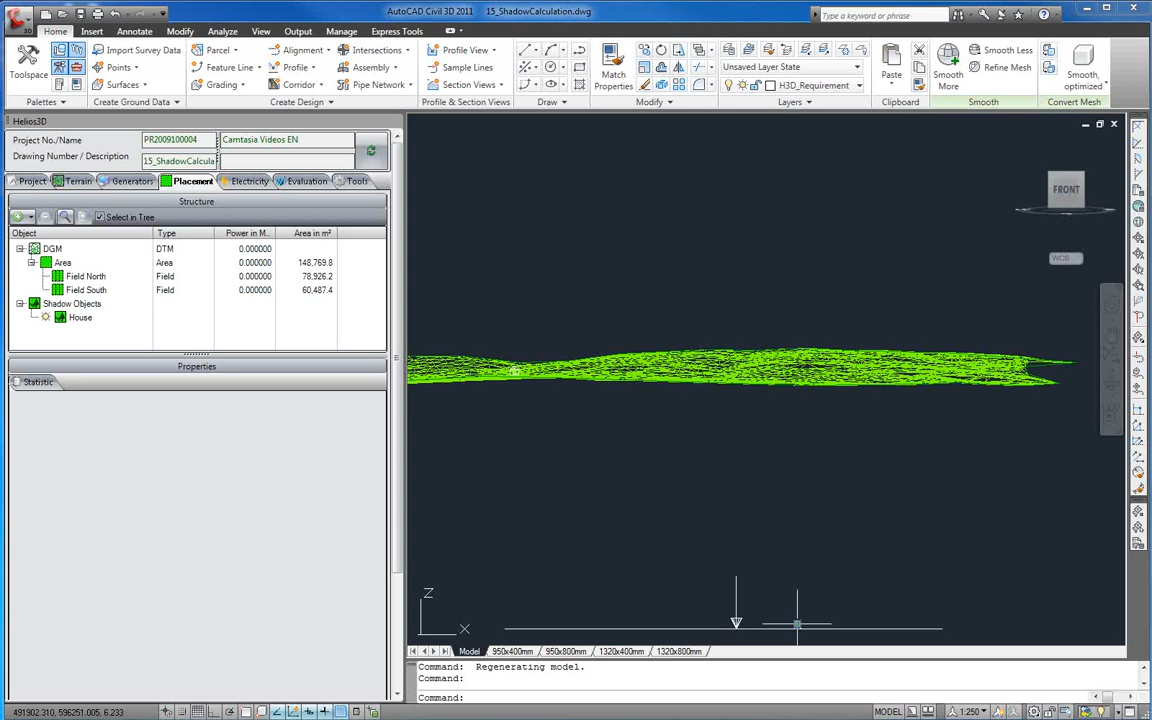 AutoCAD Civil 3D 2011 15_ShadowCalculation.dwg
Type a keyword or phrase
Home Insert Annotate Modify Analyze View Output Manage Express Tools
Toolspace
Import Survey Data
Points
Surfaces
Parcel
Feature Line
Grading
Alignment
Profile
Corridor
Intersections
Assembly
Pipe Network
Profile View
Sample Lines
Section Views
Match Properties
Unsaved Layer State
H3D_Requirement
Paste
Smooth More
Smooth Less
Refine Mesh
Smooth, optimized
Palettes Create Ground Data Create Design Profile & Section Views Draw Modify Layers Clipboard Smooth Convert Mesh
Helios3D
Project No./Name PR2009100004 Camtasia Videos EN
Drawing Number / Description 15_ShadowCalcula
Project Terrain Generators Placement Electricity Evaluation Tools
Structure
Select in Tree
Object Type Power in M... Area in m²
DGM DTM 0.000000
Area Area 0.000000 148,769.8
Field North Field 0.000000 78,926.2
Field South Field 0.000000 60,487.4
Shadow Objects
House
Properties
Statistic
FRONT
WCS
Z
X
Model 950x400mm 950x800mm 1320x400mm 1320x800mm
Command: Regenerating model.
Command:
Command:
491902.310, 596251.005, 6.233 MODEL 1:250